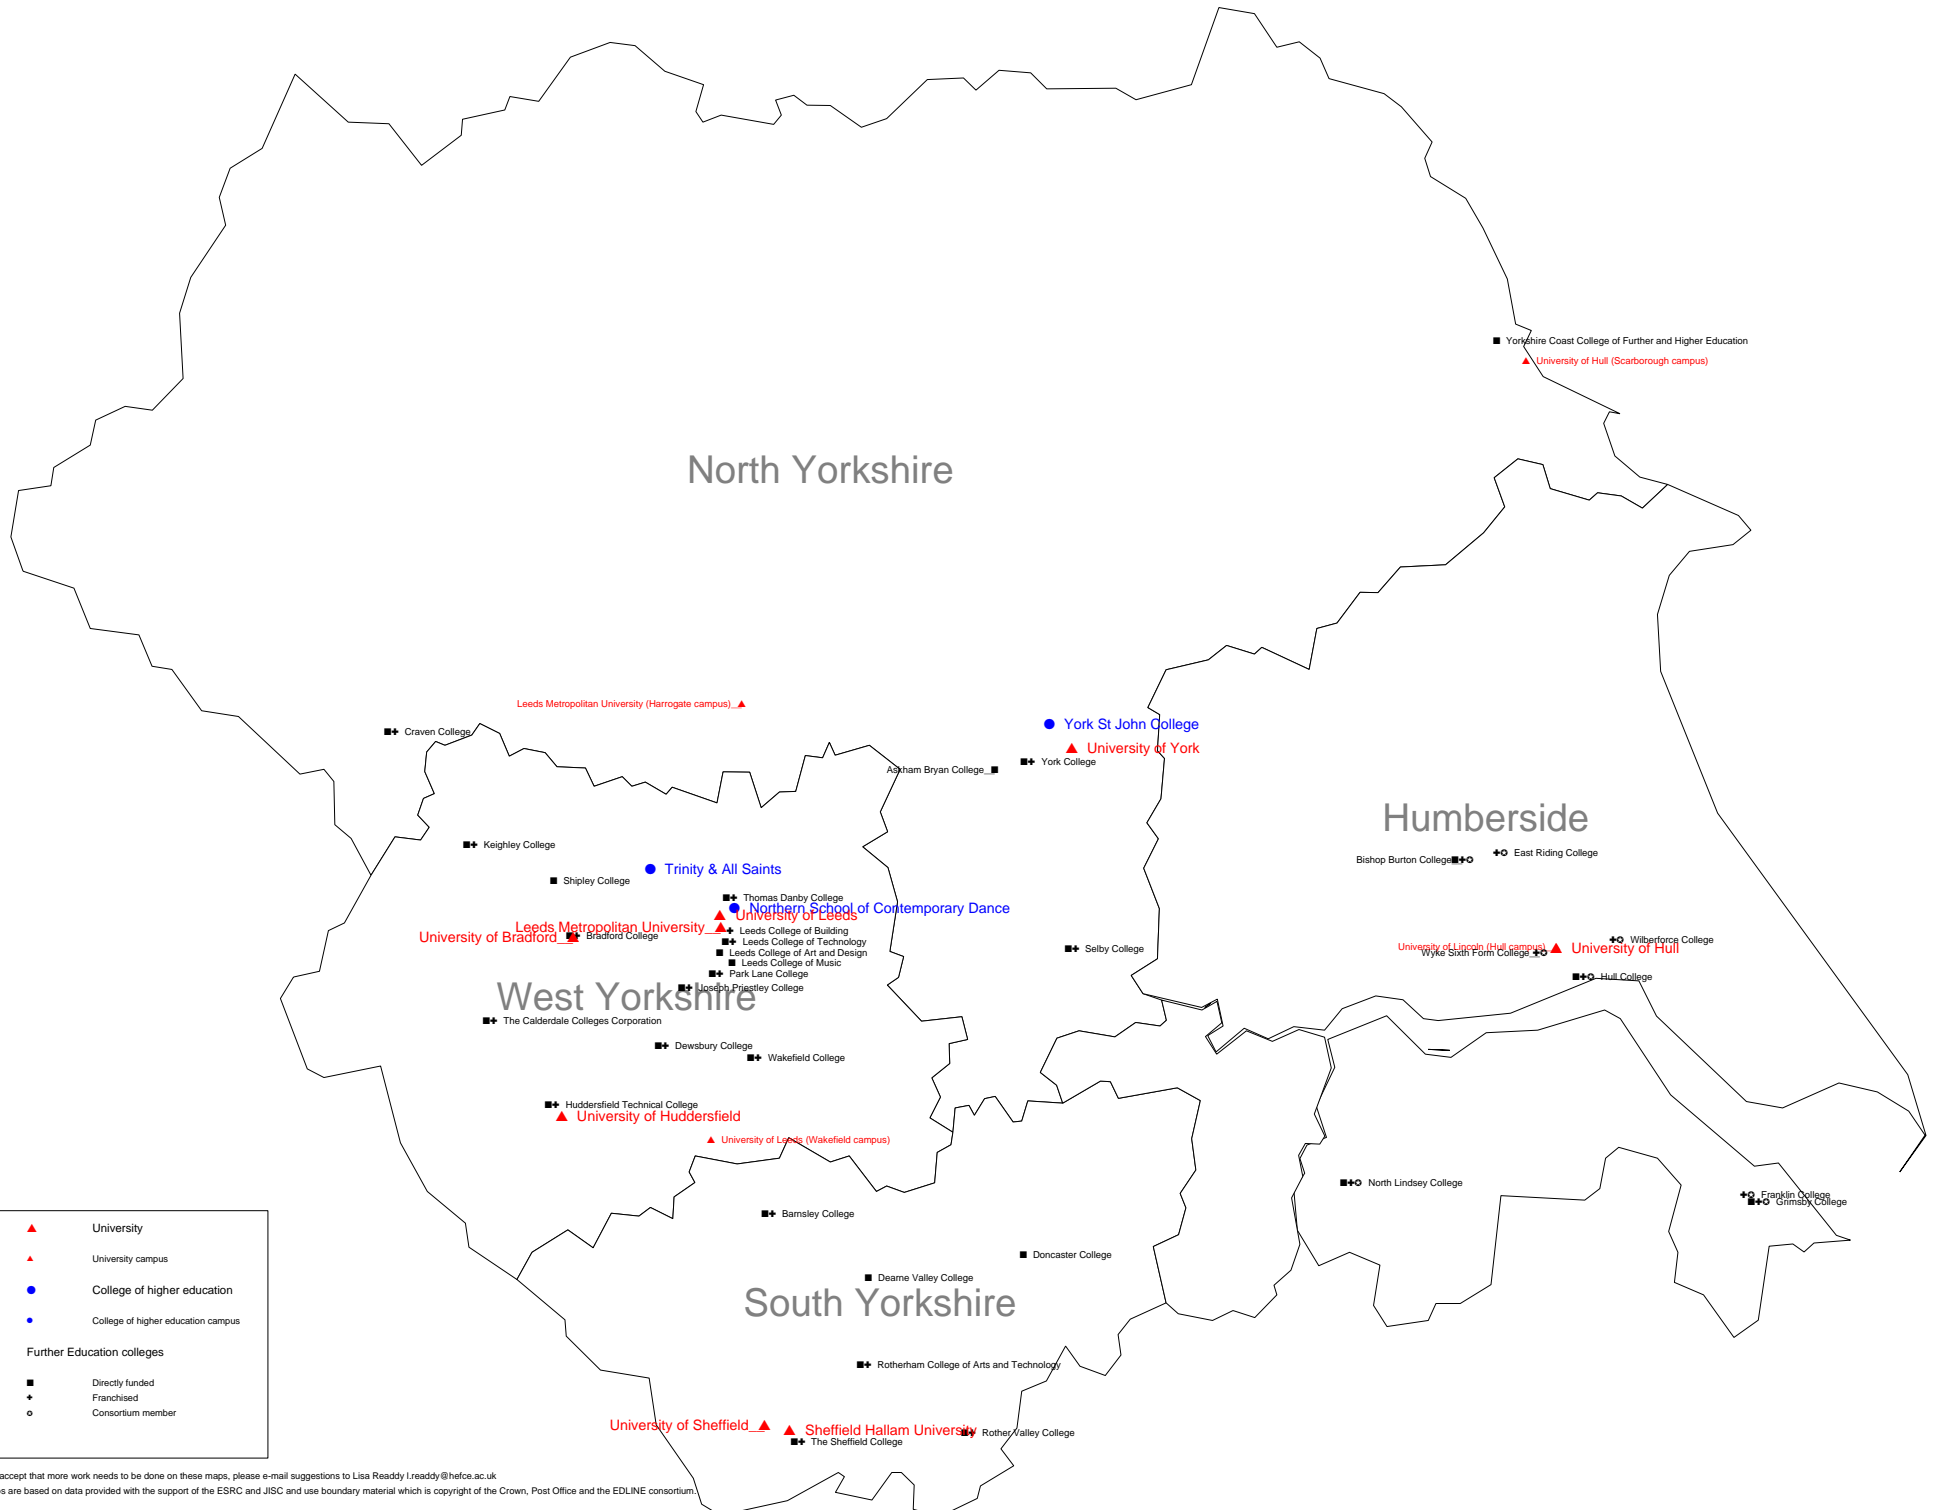 Yorkshire Coast College of Further and Higher Education
University of Hull (Scarborough campus)
North Yorkshire
Leeds Metropolitan University (Harrogate campus)
Craven College
York St John College
University of York
York College
Askham Bryan College
Humberside
Keighley College
East Riding College
Bishop Burton College
Trinity & All Saints
Shipley College
Thomas Danby College
Northern School of Contemporary Dance
University of Leeds
Leeds Metropolitan University
Leeds College of Building
University of Bradford
Bradford College
Leeds College of Technology
Leeds College of Art and Design
Leeds College of Music
Park Lane College
Joseph Priestley College
Selby College
Wilberforce College
University of Lincoln (Hull campus)
University of Hull
Wyke Sixth Form College
Hull College
West Yorkshire
The Calderdale Colleges Corporation
Dewsbury College
Wakefield College
Huddersfield Technical College
University of Huddersfield
University of Leeds (Wakefield campus)
North Lindsey College
Franklin College
Grimsby College
Barnsley College
Doncaster College
Dearne Valley College
South Yorkshire
Rotherham College of Arts and Technology
University of Sheffield
Sheffield Hallam University
Rother Valley College
The Sheffield College
University
University campus
College of higher education
College of higher education campus
Further Education colleges
Directly funded
Franchised
Consortium member
accept that more work needs to be done on these maps, please e-mail suggestions to Lisa Readdy l.readdy@hefce.ac.uk
s are based on data provided with the support of the ESRC and JISC and use boundary material which is copyright of the Crown, Post Office and the EDLINE consortium.